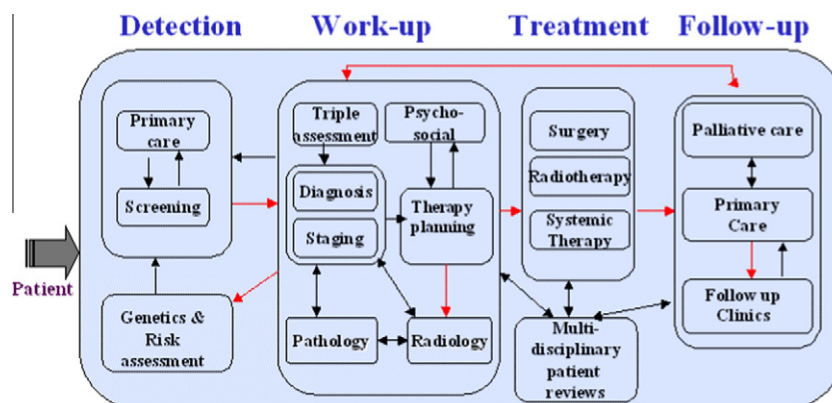 Detection
Work-up
Treatment
Follow-up
Primary
care
Screening
Patient
Genetics &
Risk
assessment
Triple
assessment
Psycho-
social
Diagnosis
Staging
Therapy
planning
Pathology
Radiology
Surgery
Radiotherapy
Systemic
Therapy
Multi-
disciplinary
patient
reviews
Palliative care
Primary
Care
Follow up
Clinics